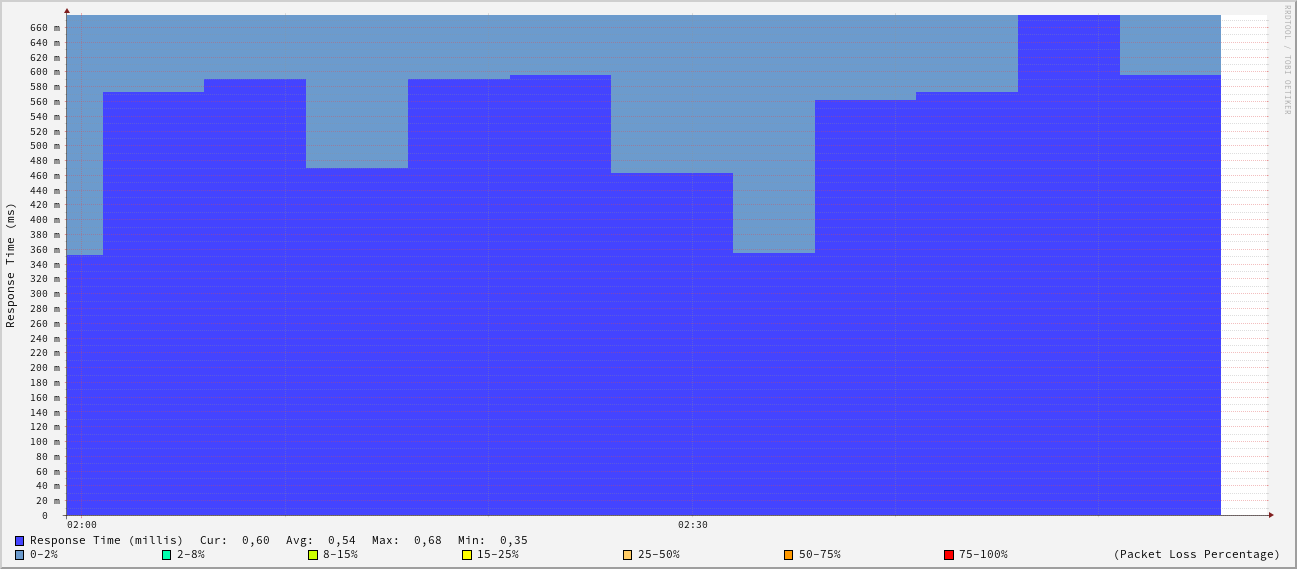 RRDTOOL / TOBI OETIKER
Response Time (ms)
660 m
640 m
620 m
600 m
580 m
560 m
540 m
520 m
500 m
480 m
460 m
440 m
420 m
400 m
380 m
360 m
340 m
320 m
300 m
280 m
260 m
240 m
220 m
200 m
180 m
160 m
140 m
120 m
100 m
80 m
60 m
40 m
20 m
0
02:00 02:30
Response Time (millis) Cur: 0,60 Avg: 0,54 Max: 0,68 Min: 0,35
0-2% 2-8% 8-15% 15-25% 25-50% 50-75% 75-100% (Packet Loss Percentage)